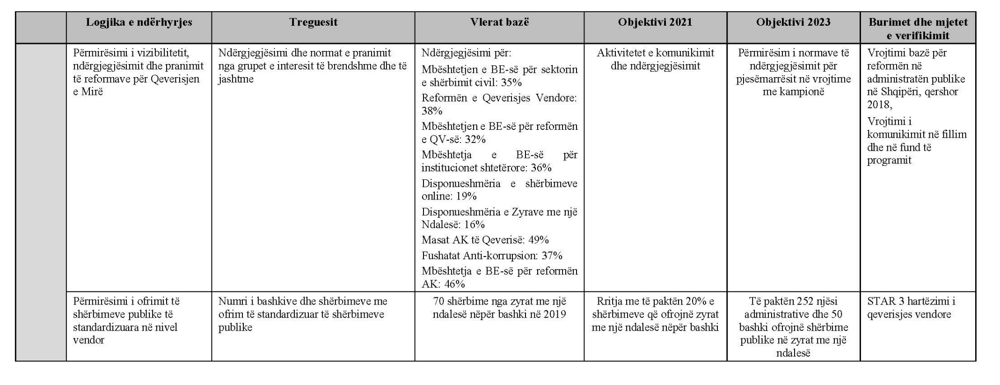 Logjika e ndërhyrjes
Treguesit
Vlerat bazë
Objektivi 2021
Objektivi 2023
Burimet dhe mjetet
e verifikimit
Përmirësimi i vizibilitetit,
ndërgjegjësimit dhe pranimit
të reformave për Qeverisjen
e Mirë
Ndërgjegjësimi dhe normat e pranimit
nga grupet e interesit të brendshme dhe të
jashtme
Ndërgjegjësimi për:
Mbështetjen e BE-së për sektorin
e shërbimit civil: 35%
Reformën e Qeverisjes Vendore:
38%
Mbështetjen e BE-së për reformën
e QV-së: 32%
Mbështetja e BE-së për
institucionet shtetërore: 36%
Disponueshmëria e shërbimeve
online: 19%
Disponueshmëria e Zyrave me një
Ndalesë: 16%
Masat AK të Qeverisë: 49%
Fushatat Anti-korrupsion: 37%
Mbështetja e BE-së për reformën
AK: 46%
Aktivitetet e komunikimit
dhe ndërgjegjësimit
Përmirësim i normave të
ndërgjegjësimit për
pjesëmarrësit në vrojtime
me kampionë
Vrojtimi bazë për
reformën në
administratën publike
në Shqipëri, qershor
2018,
Vrojtimi i
komunikimit në fillim
dhe në fund të
programit
Përmirësimi i ofrimit të
shërbimeve publike të
standardizuara në nivel
vendor
Numri i bashkive dhe shërbimeve me
ofrim të standardizuar të shërbimeve
publike
70 shërbime nga zyrat me një
ndalesë nëpër bashki në 2019
Rritja me të paktën 20% e
shërbimeve që ofrojnë zyrat
me një ndalesë nëpër bashki
Të paktën 252 njësi
administrative dhe 50
bashki ofrojnë shërbime
publike në zyrat me një
ndalesë
STAR 3 hartëzimi i
qeverisjes vendore